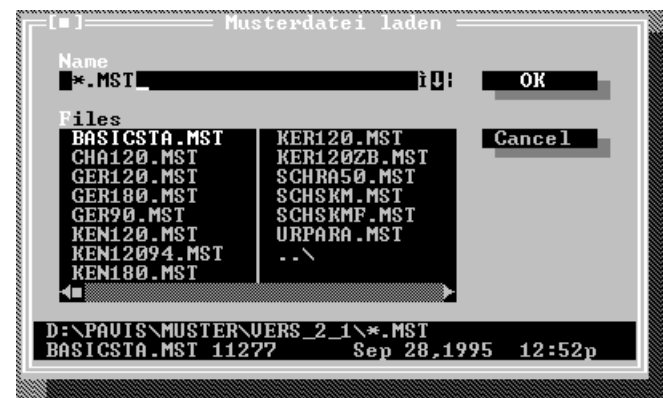 [■] Musterdatei laden
Name
*.MST
OK
Files
Cancel
BASICSTA.MST
CHA120.MST
GER120.MST
GER180.MST
GER90.MST
KEN120.MST
KEN12094.MST
KEN180.MST
KER120.MST
KER120ZB.MST
SCHRA50.MST
SCHSKM.MST
SCHSKMF.MST
URPARA.MST
..\
D:\PAVIS\MUSTER\VERS_2_1\*.MST
BASICSTA.MST 11277 Sep 28,1995 12:52p